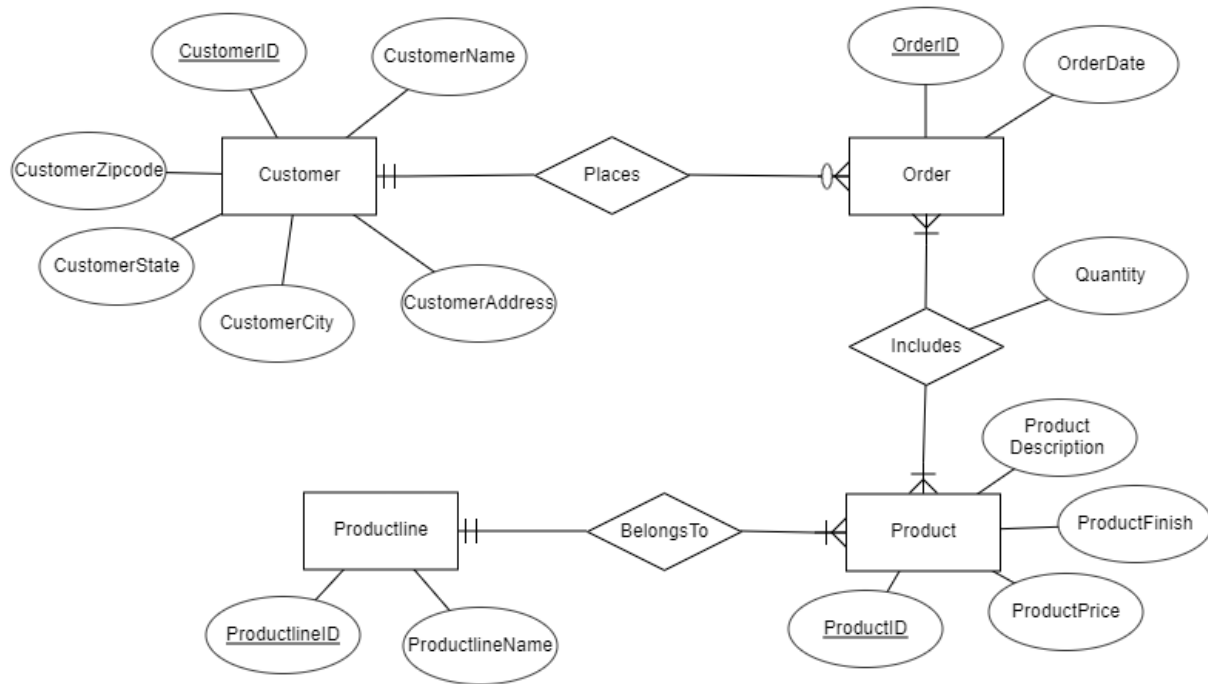 CustomerID
CustomerName
OrderID
OrderDate
CustomerZipcode
Customer
Places
Order
CustomerState
CustomerCity
CustomerAddress
Quantity
Includes
Product
Description
Productline
BelongsTo
Product
ProductFinish
ProductlineID
ProductlineName
ProductID
ProductPrice